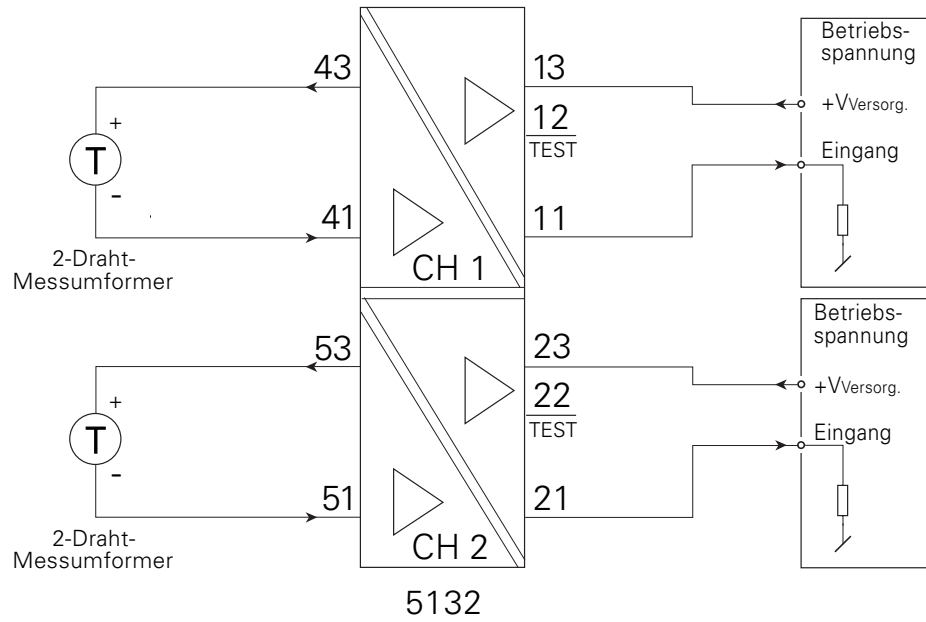 Betriebs-
spannung
43
13
+
12
TEST
+VVersorg.
T
Eingang
-
41
11
2-Draht-
Messumformer
CH 1
Betriebs-
spannung
53
23
+
22
TEST
+VVersorg.
T
Eingang
-
51
21
2-Draht-
Messumformer
CH 2
5132